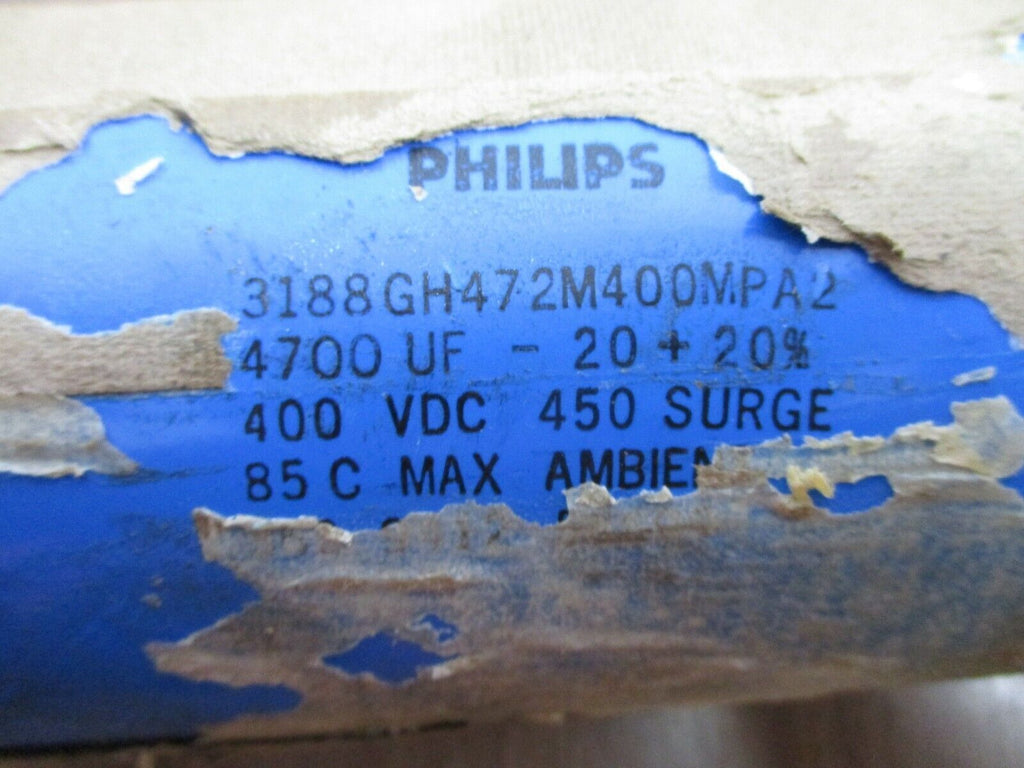 PHILIPS
3188GH472M400MPA2
4700 UF - 20 + 20%
400 VDC 450 SURGE
85 C MAX